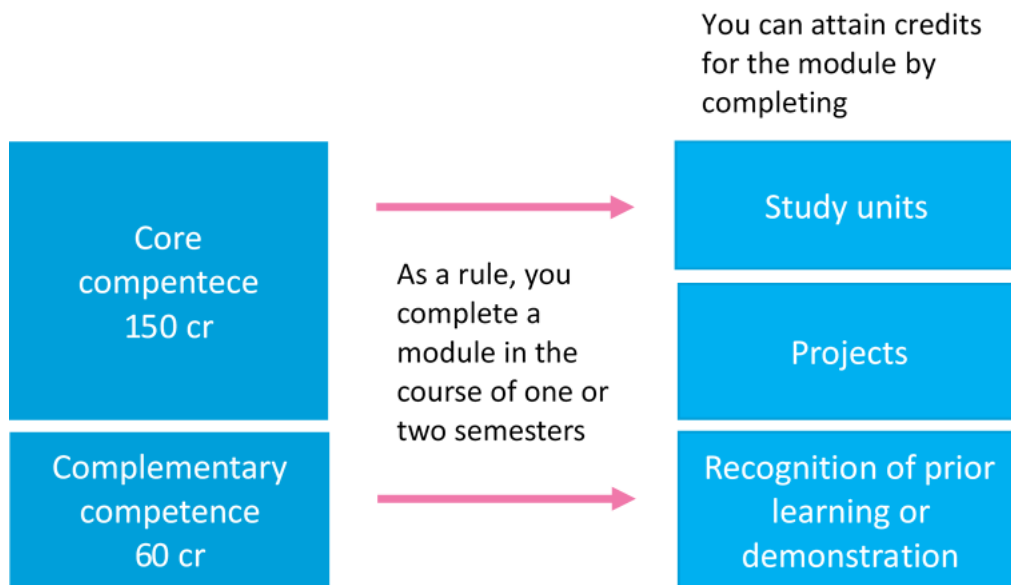 You can attain credits
for the module by
completing
Core
compentece
150 cr
Complementary
competence
60 cr
As a rule, you
complete a
module in the
course of one or
two semesters
Study units
Projects
Recognition of prior
learning or
demonstration